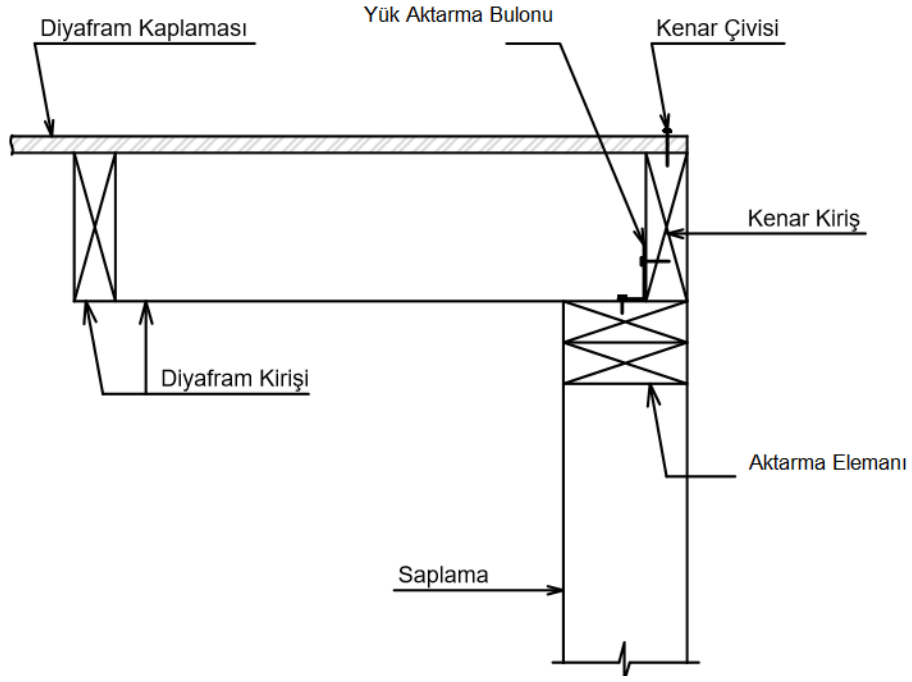 Yük Aktarma Bulonu
Diyafram Kaplaması
Kenar Çivisi
Kenar Kiriş
Diyafram Kirişi
Aktarma Elemanı
Saplama